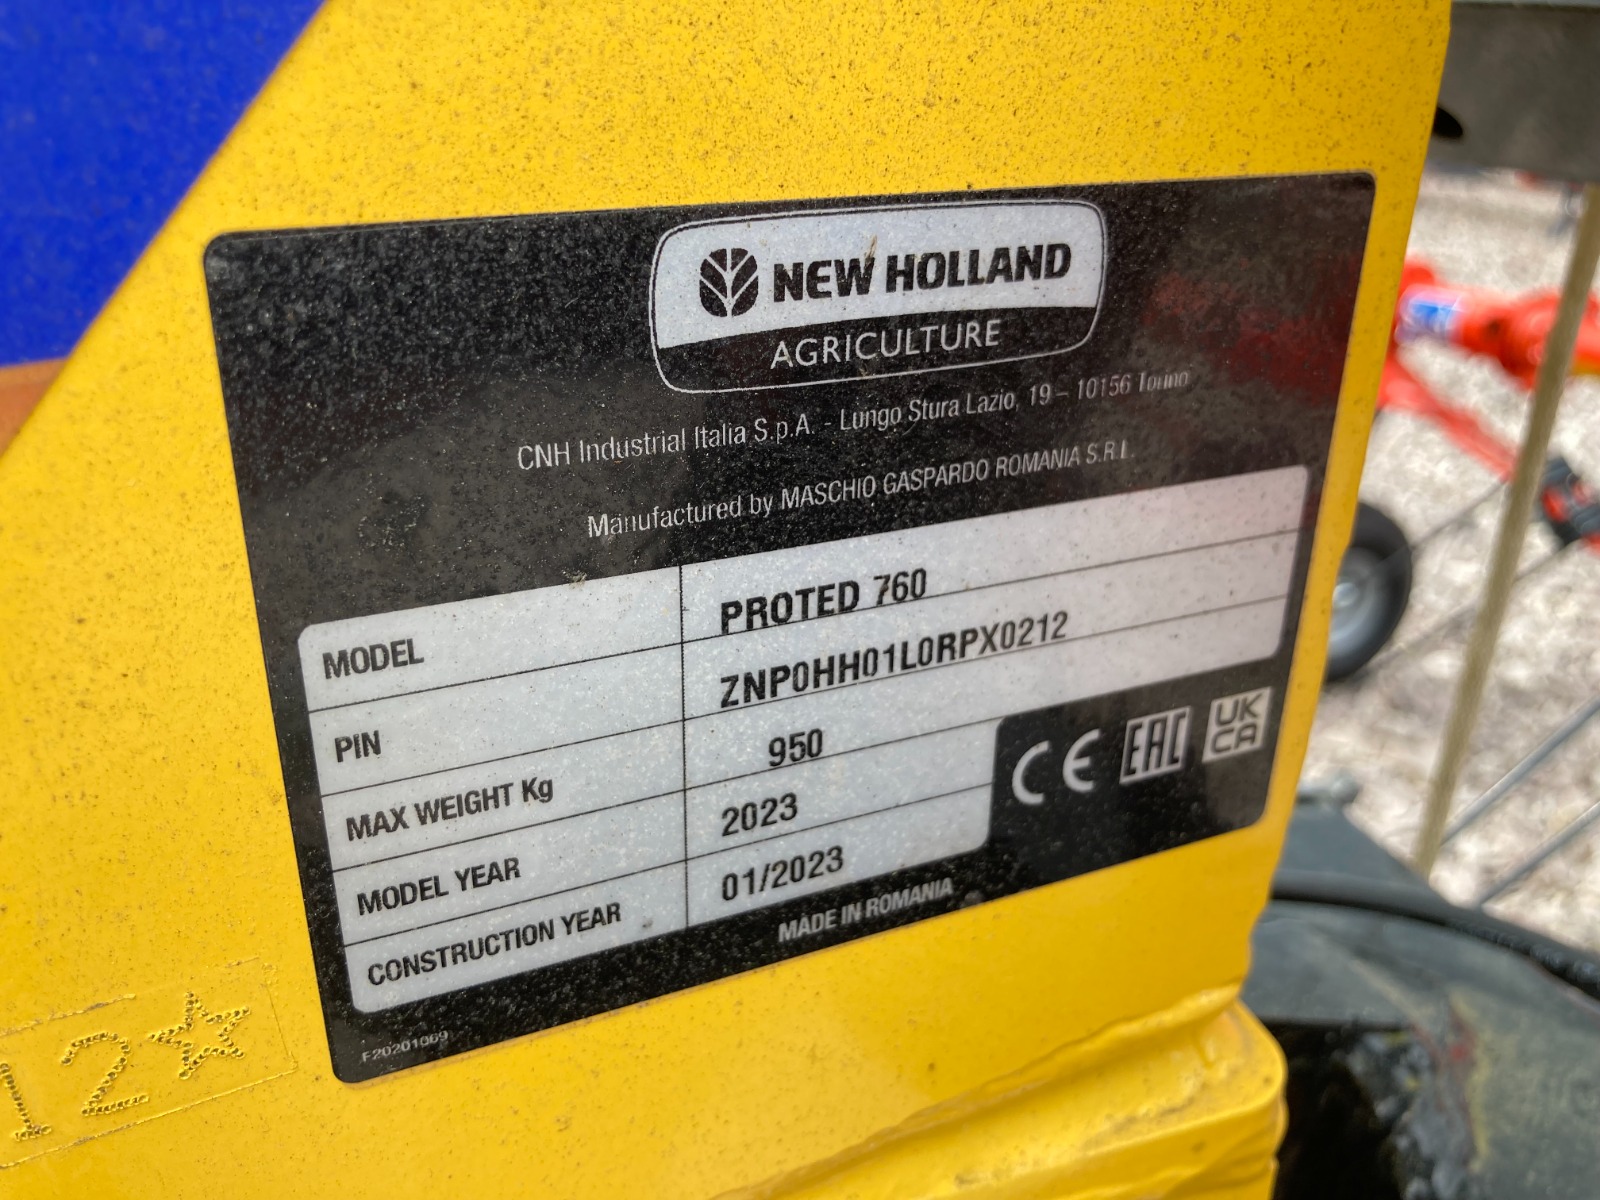 NEW HOLLAND
AGRICULTURE
CNH Industrial Italia S.p.A. - Lungo Stura Lazio, 19 – 10156 Torino
Manufactured by MASCHIO GASPARDO ROMANIA S.R.L.
MODEL PROTED 760
PIN ZNP0HH01L0RPX0212
MAX WEIGHT Kg 950
MODEL YEAR 2023
CONSTRUCTION YEAR 01/2023
CE EAC UK CA
MADE IN ROMANIA
F20201069
12☆